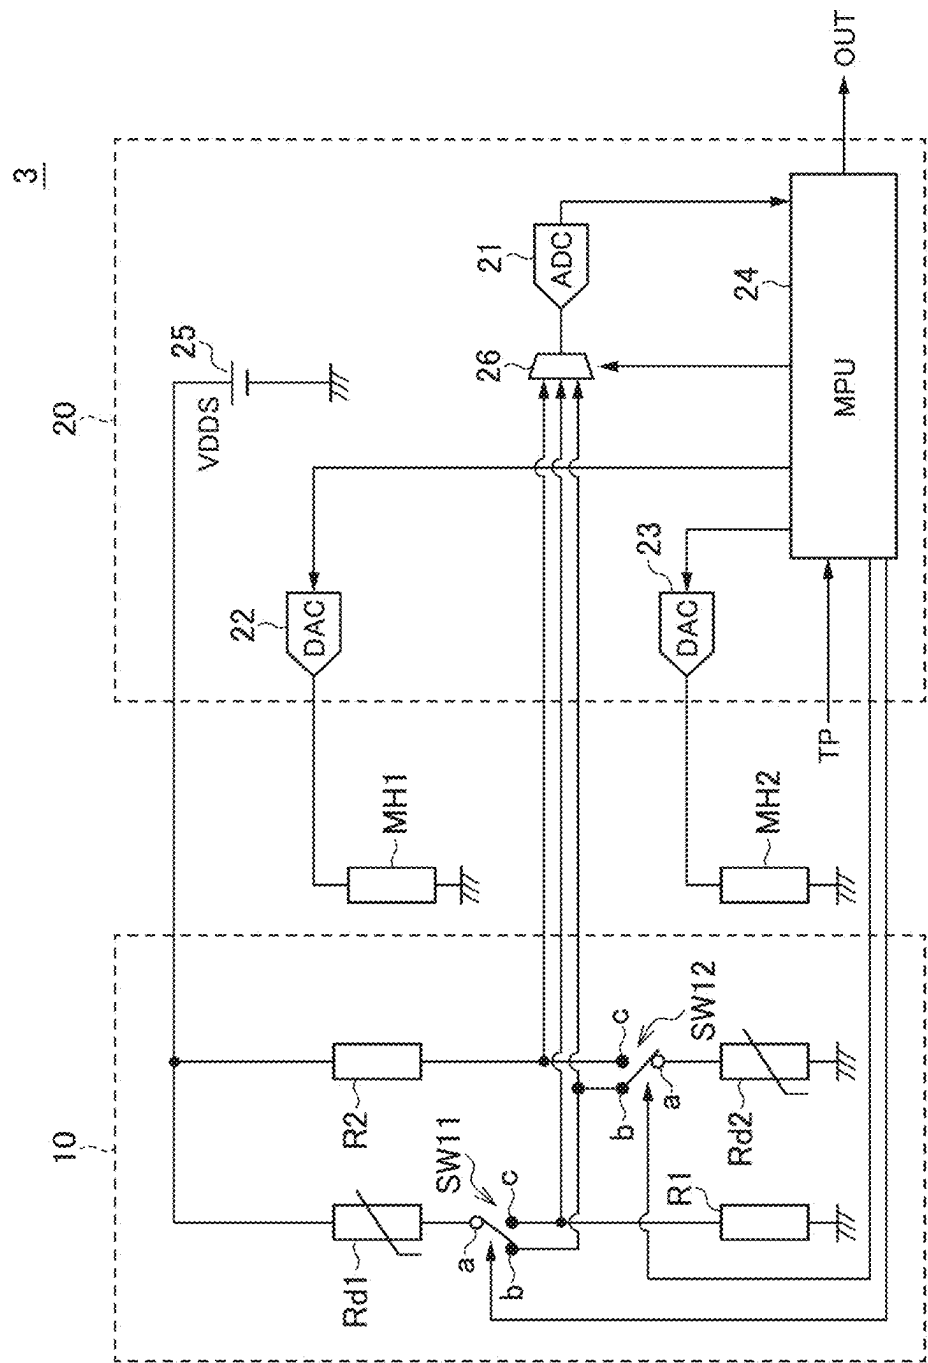 3
20
25
VDDS
26
21
ADC
24
MPU
OUT
22
DAC
23
DAC
TP
MH1
MH2
10
R2
Rd1
SW11
a
b
c
SW12
c
b
a
R1
Rd2